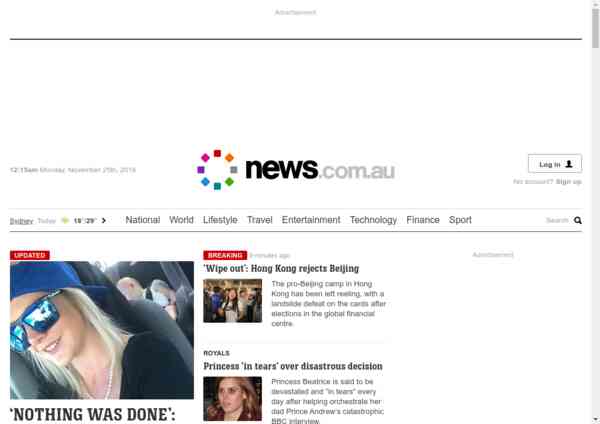 Advertisement
news.com.au
12:15am Monday, November 25th, 2019
Log in
No account? Sign up
Sydney Today 18°/29°
National World Lifestyle Travel Entertainment Technology Finance Sport
Search
UPDATED
'NOTHING WAS DONE':
BREAKING minutes ago
'Wipe out': Hong Kong rejects Beijing
The pro-Beijing camp in Hong
Kong has been left reeling, with a
landslide defeat on the cards after
elections in the global financial
centre.
ROYALS
Princess 'in tears' over disastrous decision
Princess Beatrice is said to be
devastated and "in tears" every
day after helping orchestrate her
dad Prince Andrew's catastrophic
BBC interview.
Advertisement